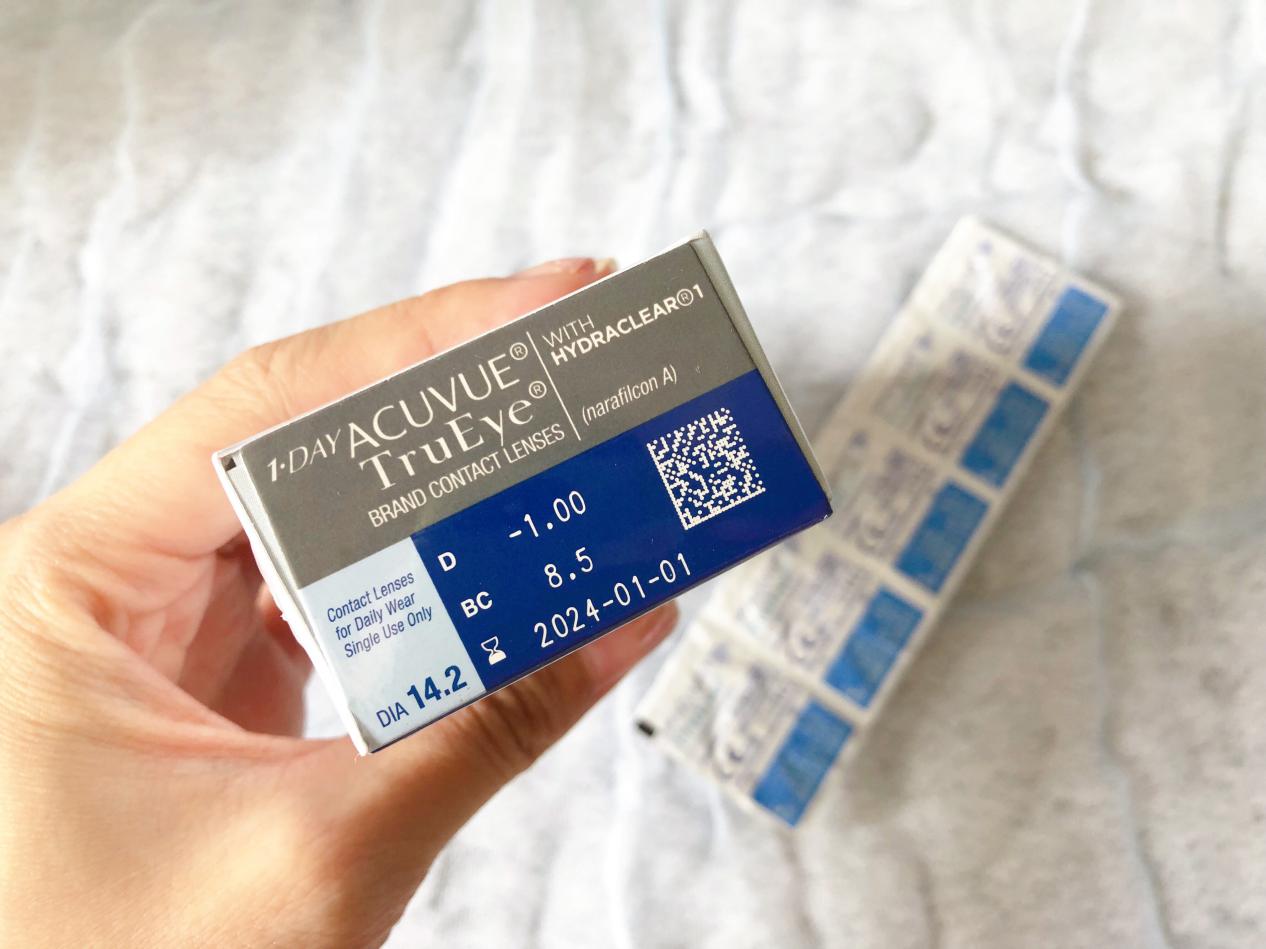 1·DAY ACUVUE®
TruEye®
BRAND CONTACT LENSES
WITH
HYDRACLEAR®1
(narafilcon A)
Contact Lenses
for Daily Wear
Single Use Only
DIA 14.2
D -1.00
BC 8.5
2024-01-01